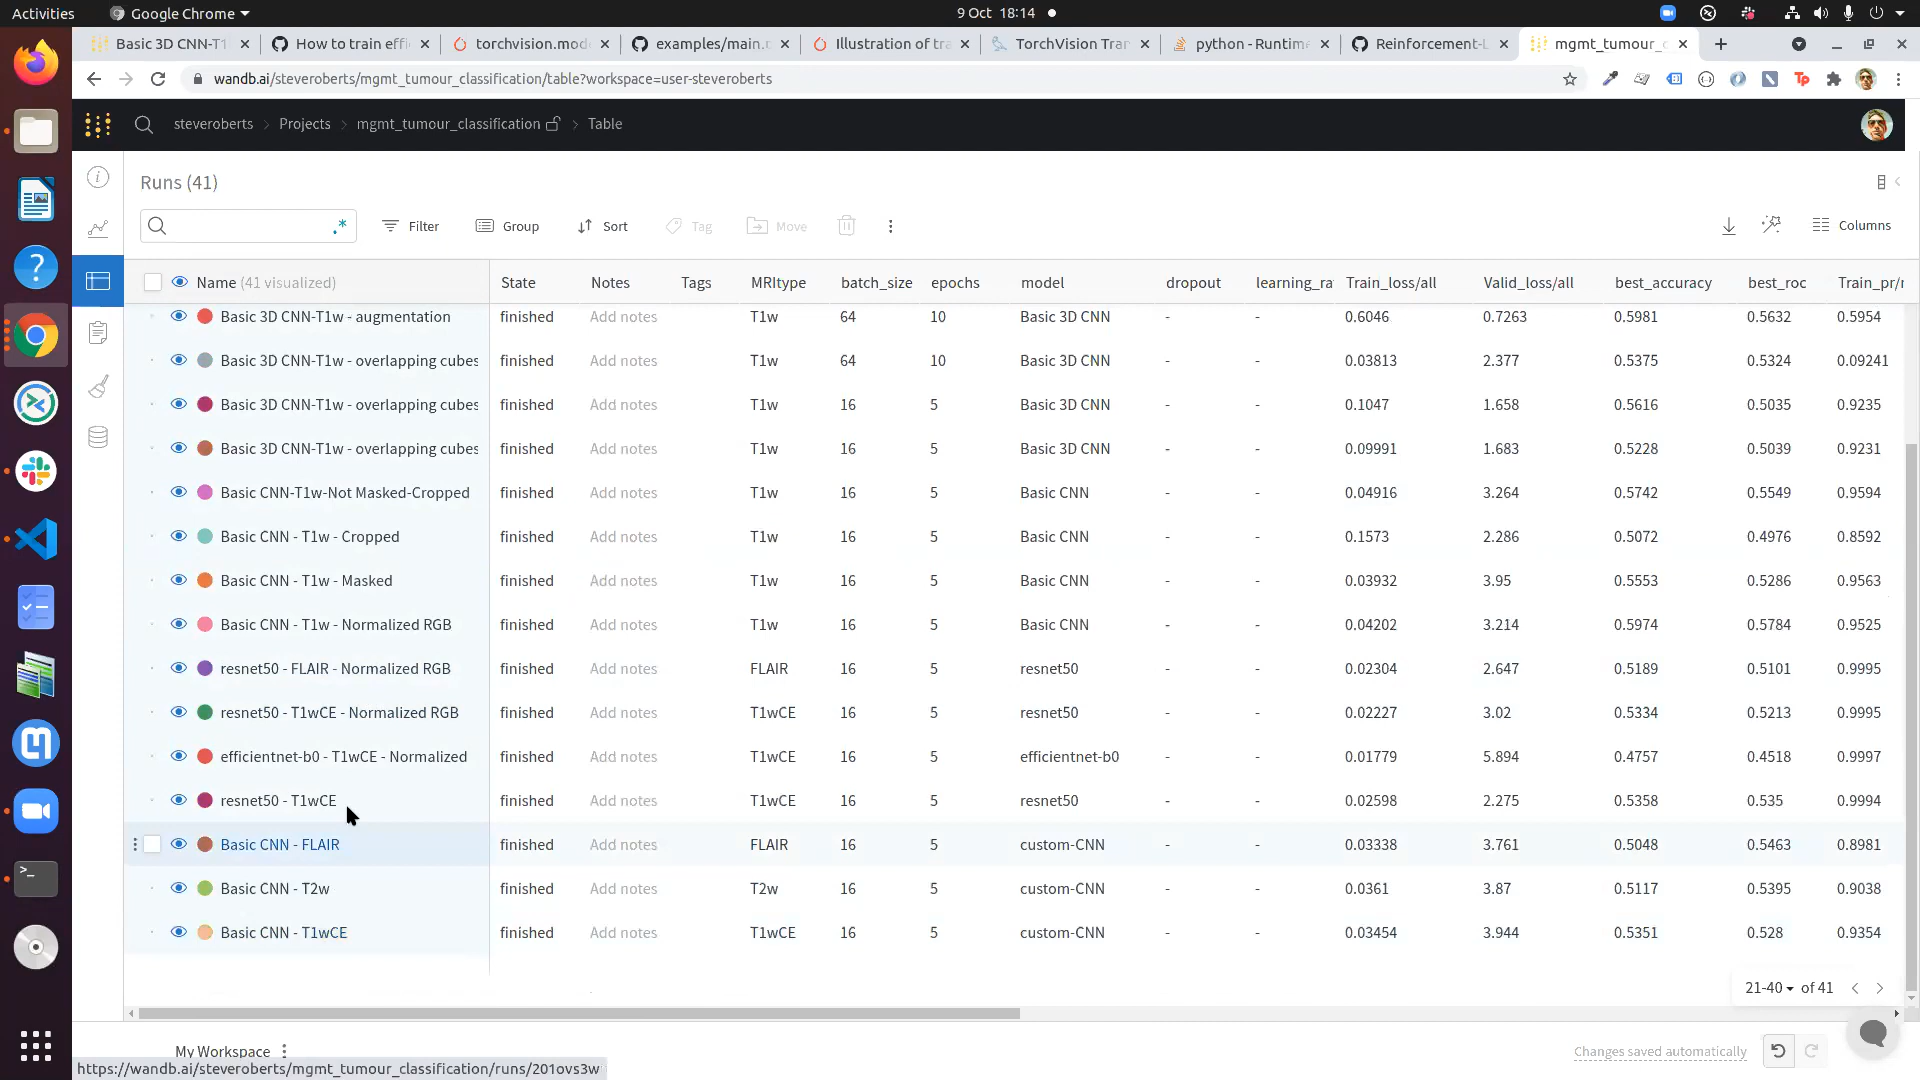 Activities Google Chrome 9 Oct 18:14
Basic 3D CNN-T1 How to train effi torchvision.mod examples/main. Illustration of tra TorchVision Tran python - Runtime Reinforcement-L mgmt_tumour_c
wandb.ai/steveroberts/mgmt_tumour_classification/table?workspace=user-steveroberts
steveroberts > Projects > mgmt_tumour_classification > Table
Runs (41)
.* Filter Group Sort Tag Move Columns
Name (41 visualized) State Notes Tags MRItype batch_size epochs model dropout learning_ra Train_loss/all Valid_loss/all best_accuracy best_roc Train_pr/r
Basic 3D CNN-T1w - augmentation finished Add notes T1w 64 10 Basic 3D CNN - - 0.6046 0.7263 0.5981 0.5632 0.5954
Basic 3D CNN-T1w - overlapping cubes finished Add notes T1w 64 10 Basic 3D CNN - - 0.03813 2.377 0.5375 0.5324 0.09241
Basic 3D CNN-T1w - overlapping cubes finished Add notes T1w 16 5 Basic 3D CNN - - 0.1047 1.658 0.5616 0.5035 0.9235
Basic 3D CNN-T1w - overlapping cubes finished Add notes T1w 16 5 Basic 3D CNN - - 0.09991 1.683 0.5228 0.5039 0.9231
Basic CNN-T1w-Not Masked-Cropped finished Add notes T1w 16 5 Basic CNN - - 0.04916 3.264 0.5742 0.5549 0.9594
Basic CNN - T1w - Cropped finished Add notes T1w 16 5 Basic CNN - - 0.1573 2.286 0.5072 0.4976 0.8592
Basic CNN - T1w - Masked finished Add notes T1w 16 5 Basic CNN - - 0.03932 3.95 0.5553 0.5286 0.9563
Basic CNN - T1w - Normalized RGB finished Add notes T1w 16 5 Basic CNN - - 0.04202 3.214 0.5974 0.5784 0.9525
resnet50 - FLAIR - Normalized RGB finished Add notes FLAIR 16 5 resnet50 - - 0.02304 2.647 0.5189 0.5101 0.9995
resnet50 - T1wCE - Normalized RGB finished Add notes T1wCE 16 5 resnet50 - - 0.02227 3.02 0.5334 0.5213 0.9995
efficientnet-b0 - T1wCE - Normalized finished Add notes T1wCE 16 5 efficientnet-b0 - - 0.01779 5.894 0.4757 0.4518 0.9997
resnet50 - T1wCE finished Add notes T1wCE 16 5 resnet50 - - 0.02598 2.275 0.5358 0.535 0.9994
Basic CNN - FLAIR finished Add notes FLAIR 16 5 custom-CNN - - 0.03338 3.761 0.5048 0.5463 0.8981
Basic CNN - T2w finished Add notes T2w 16 5 custom-CNN - - 0.0361 3.87 0.5117 0.5395 0.9038
Basic CNN - T1wCE finished Add notes T1wCE 16 5 custom-CNN - - 0.03454 3.944 0.5351 0.528 0.9354
21-40 of 41
My Workspace Changes saved automatically
https://wandb.ai/steveroberts/mgmt_tumour_classification/runs/201ovs3w